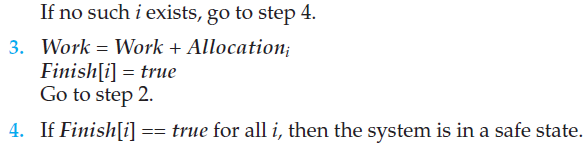 If no such i exists, go to step 4.
3. Work = Work + Allocationᵢ
Finish[i] = true
Go to step 2.
4. If Finish[i] == true for all i, then the system is in a safe state.